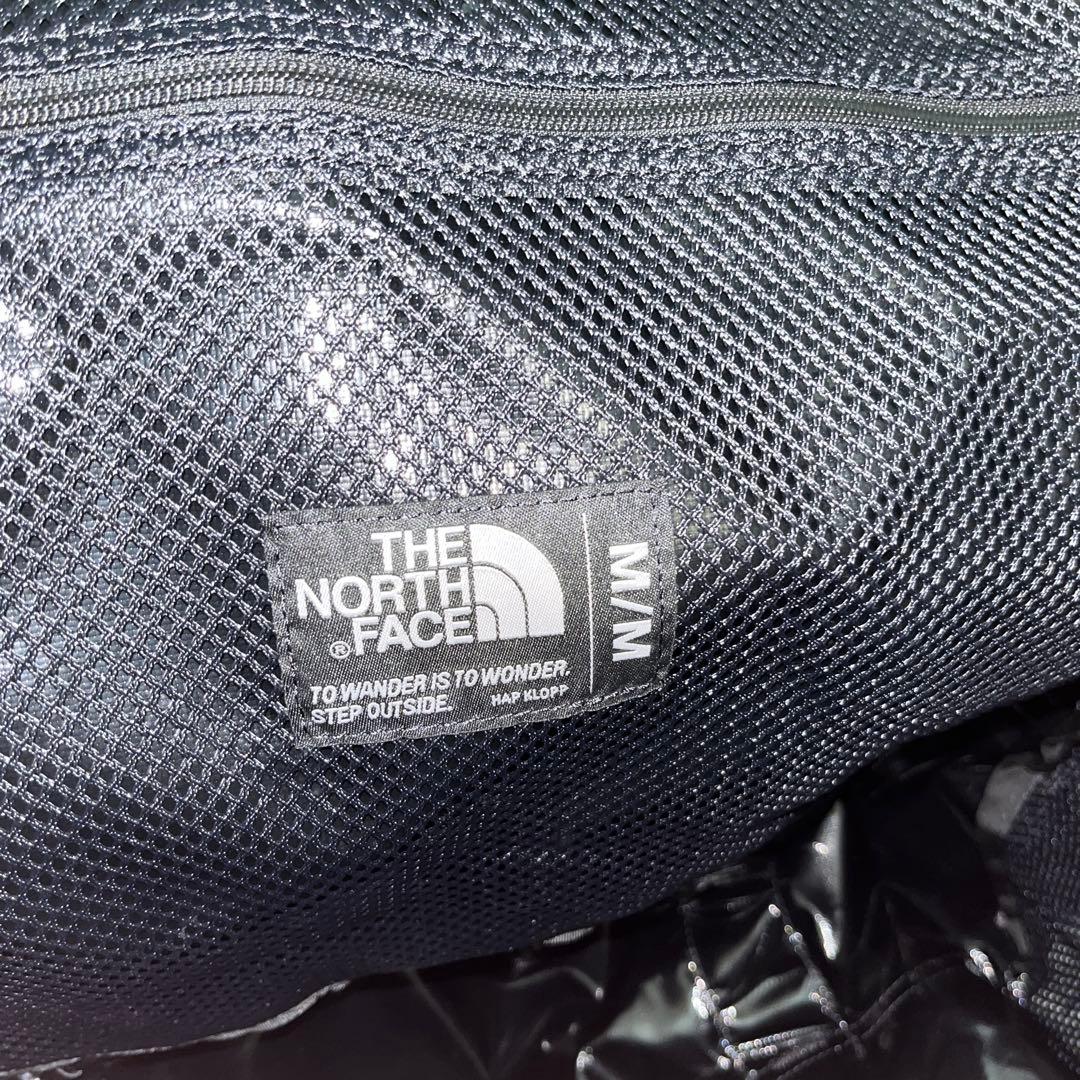 THE
NORTH
®FACE
M/M
TO WANDER IS TO WONDER.
STEP OUTSIDE.
HAP KLOPP